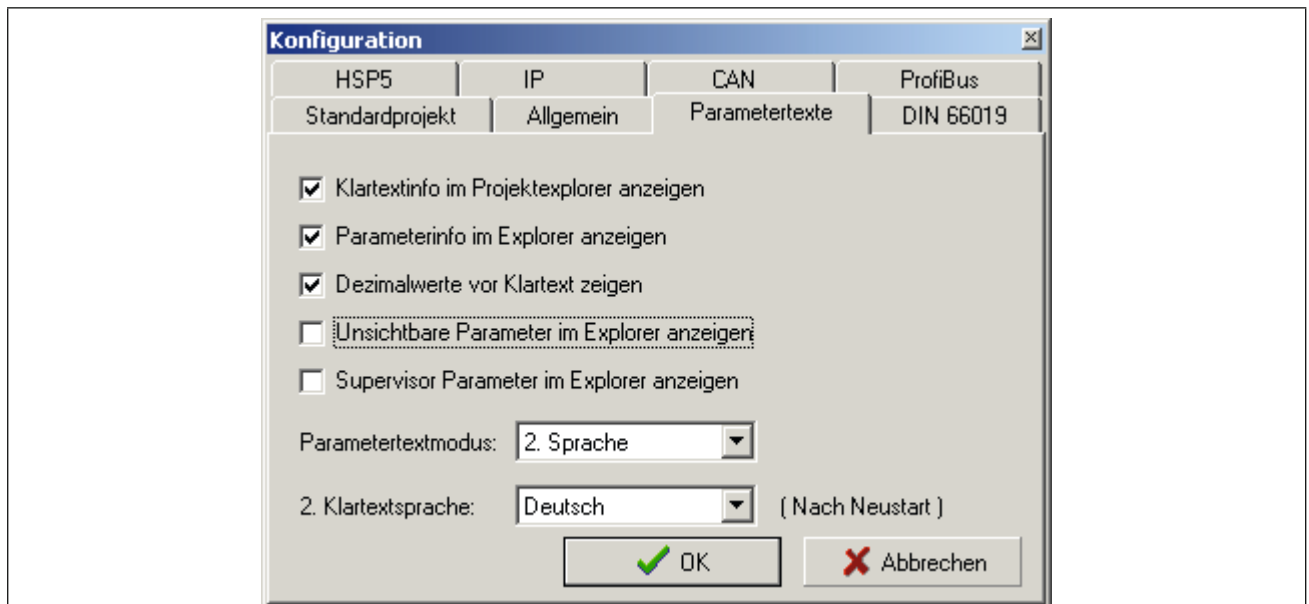 Konfiguration
HSP5 IP CAN ProfiBus
Standardprojekt Allgemein Parametertexte DIN 66019
Klartextinfo im Projektexplorer anzeigen
Parameterinfo im Explorer anzeigen
Dezimalwerte vor Klartext zeigen
Unsichtbare Parameter im Explorer anzeigen
Supervisor Parameter im Explorer anzeigen
Parametertextmodus: 2. Sprache
2. Klartextsprache: Deutsch ( Nach Neustart )
OK Abbrechen